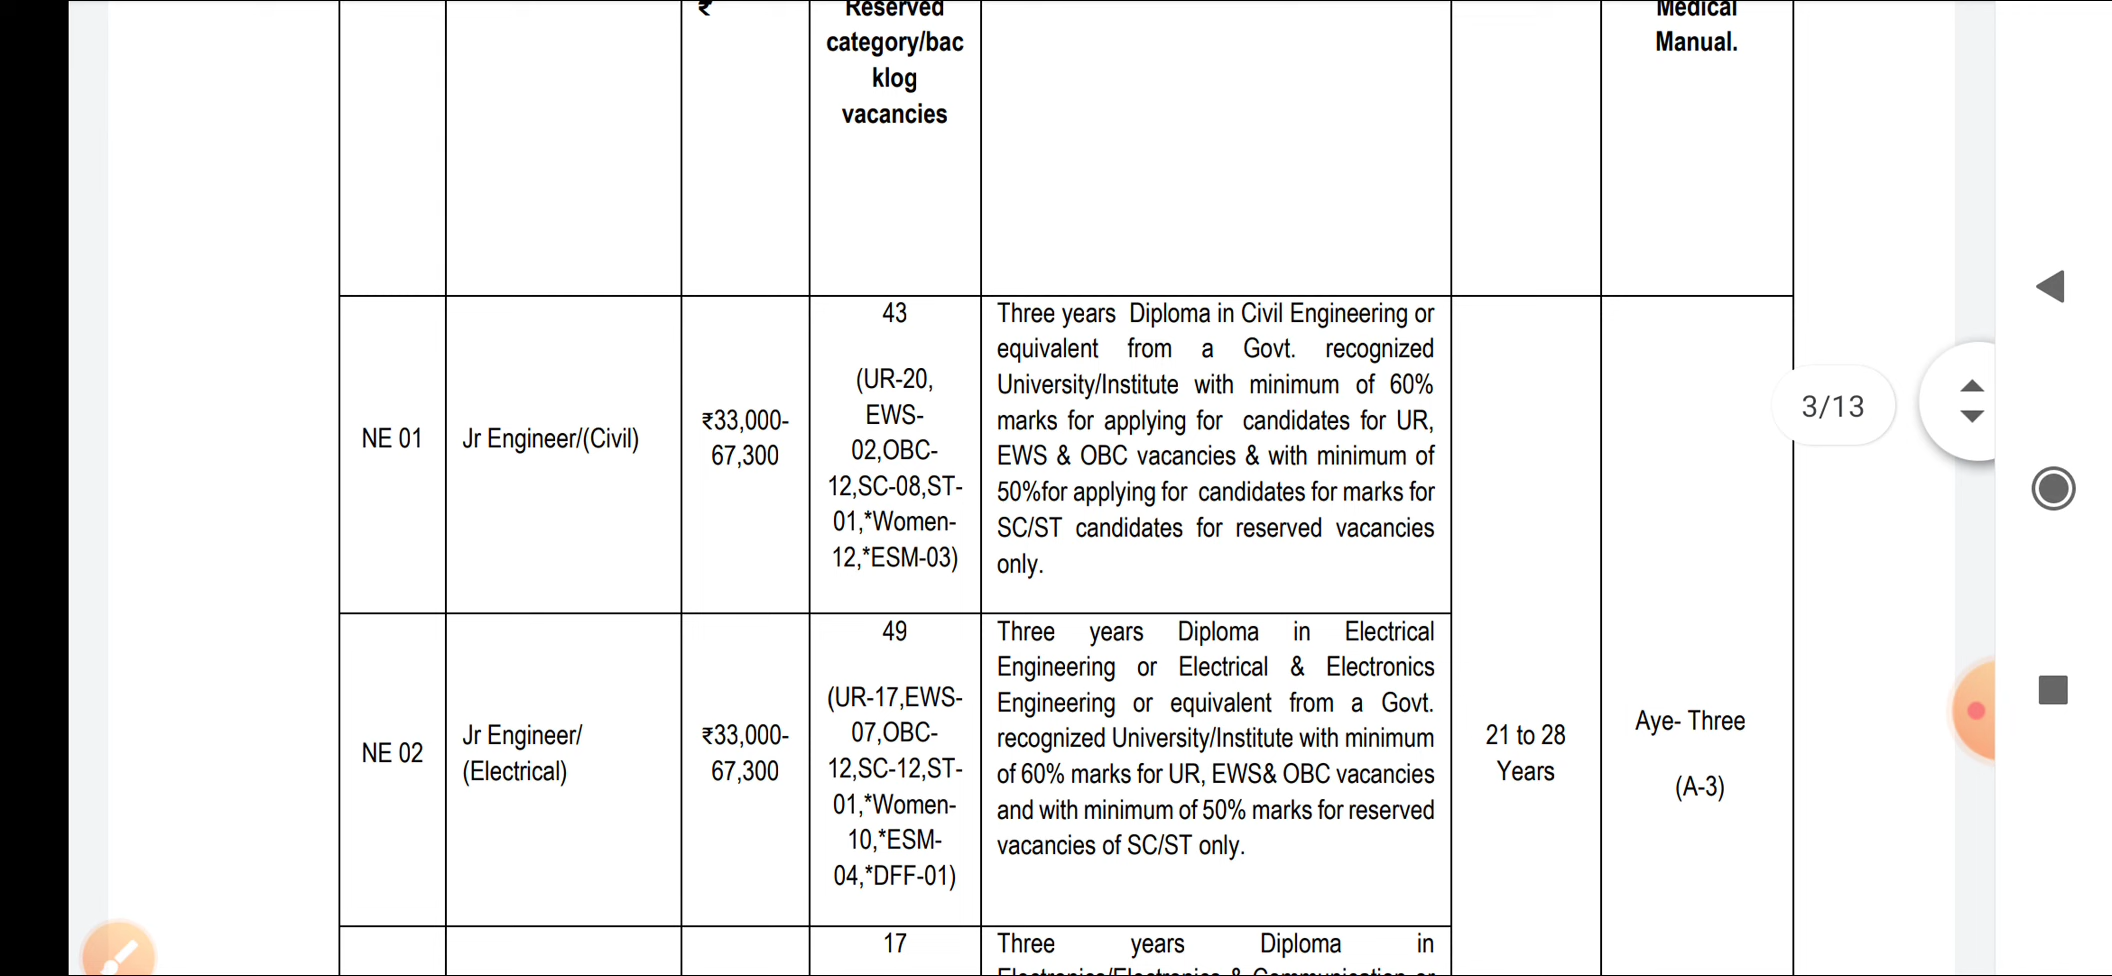 ₹
Reserved
category/bac
klog
vacancies
Medical
Manual.
NE 01
Jr Engineer/(Civil)
₹33,000-
67,300
43
(UR-20,
EWS-
02,OBC-
12,SC-08,ST-
01,*Women-
12,*ESM-03)
Three years Diploma in Civil Engineering or
equivalent from a Govt. recognized
University/Institute with minimum of 60%
marks for applying for candidates for UR,
EWS & OBC vacancies & with minimum of
50%for applying for candidates for marks for
SC/ST candidates for reserved vacancies
only.
3/13
NE 02
Jr Engineer/
(Electrical)
₹33,000-
67,300
49
(UR-17,EWS-
07,OBC-
12,SC-12,ST-
01,*Women-
10,*ESM-
04,*DFF-01)
Three years Diploma in Electrical
Engineering or Electrical & Electronics
Engineering or equivalent from a Govt.
recognized University/Institute with minimum
of 60% marks for UR, EWS& OBC vacancies
and with minimum of 50% marks for reserved
vacancies of SC/ST only.
21 to 28
Years
Aye- Three
(A-3)
17
Three years Diploma in
Electronics/Electronics & Communication or